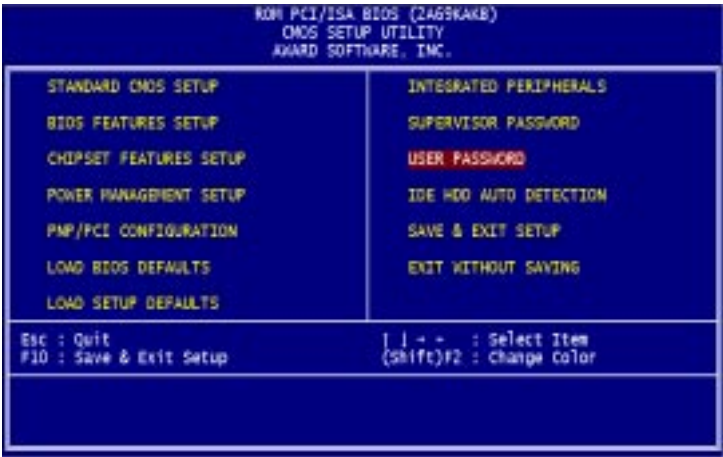 ROM PCI/ISA BIOS (2A69KAKB)
CMOS SETUP UTILITY
AWARD SOFTWARE, INC.
STANDARD CMOS SETUP
BIOS FEATURES SETUP
CHIPSET FEATURES SETUP
POWER MANAGEMENT SETUP
PNP/PCI CONFIGURATION
LOAD BIOS DEFAULTS
LOAD SETUP DEFAULTS
INTEGRATED PERIPHERALS
SUPERVISOR PASSWORD
USER PASSWORD
IDE HDD AUTO DETECTION
SAVE & EXIT SETUP
EXIT WITHOUT SAVING
Esc : Quit
F10 : Save & Exit Setup
↑ ↓ → ← : Select Item
(Shift)F2 : Change Color